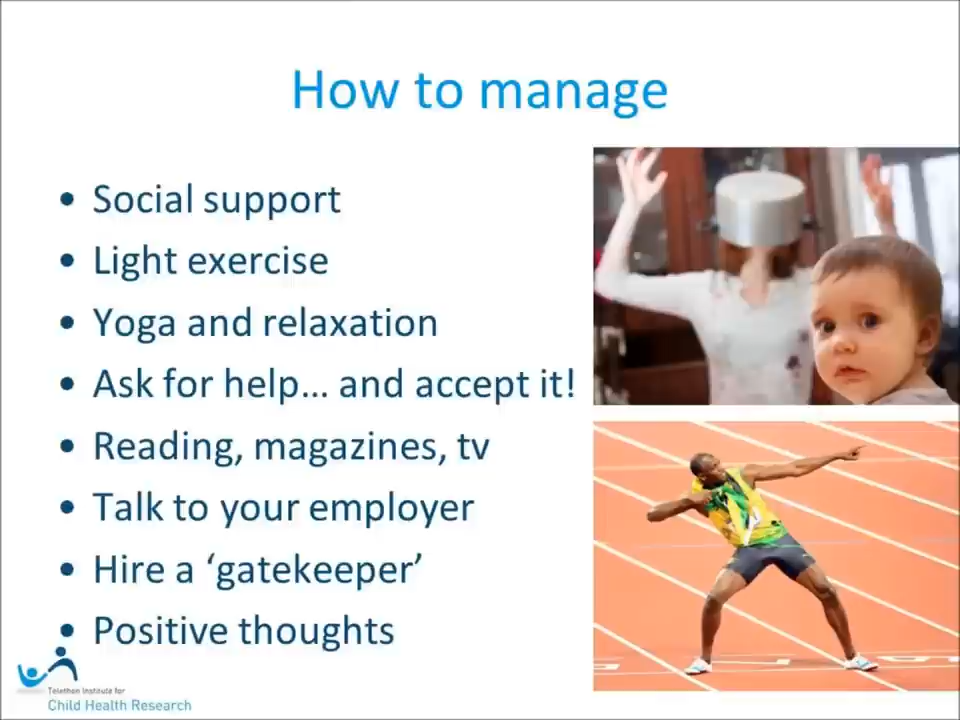 How to manage
• Social support
• Light exercise
• Yoga and relaxation
• Ask for help... and accept it!
• Reading, magazines, tv
• Talk to your employer
• Hire a ‘gatekeeper’
• Positive thoughts
Telethon Institute for
Child Health Research